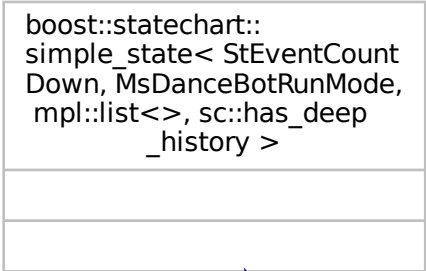 boost::statechart::
simple_state< StEventCount
Down, MsDanceBotRunMode,
mpl::list<>, sc::has_deep
_history >